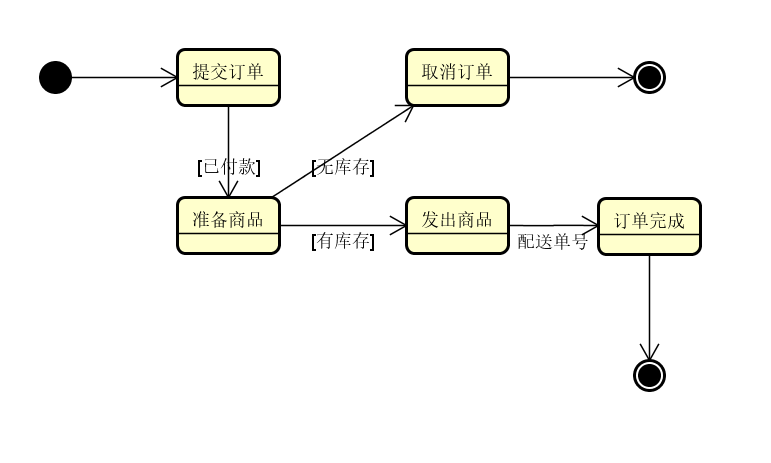 提交订单
取消订单
[已付款]
[无库存]
准备商品
发出商品
订单完成
[有库存]
配送单号